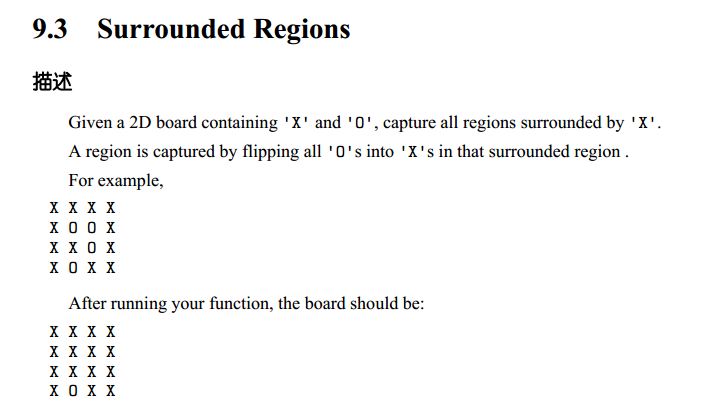 9.3 Surrounded Regions
描述
Given a 2D board containing 'X' and 'O', capture all regions surrounded by 'X'.
A region is captured by flipping all 'O's into 'X's in that surrounded region .
For example,
X X X X
X O O X
X X O X
X O X X
After running your function, the board should be:
X X X X
X X X X
X X X X
X O X X